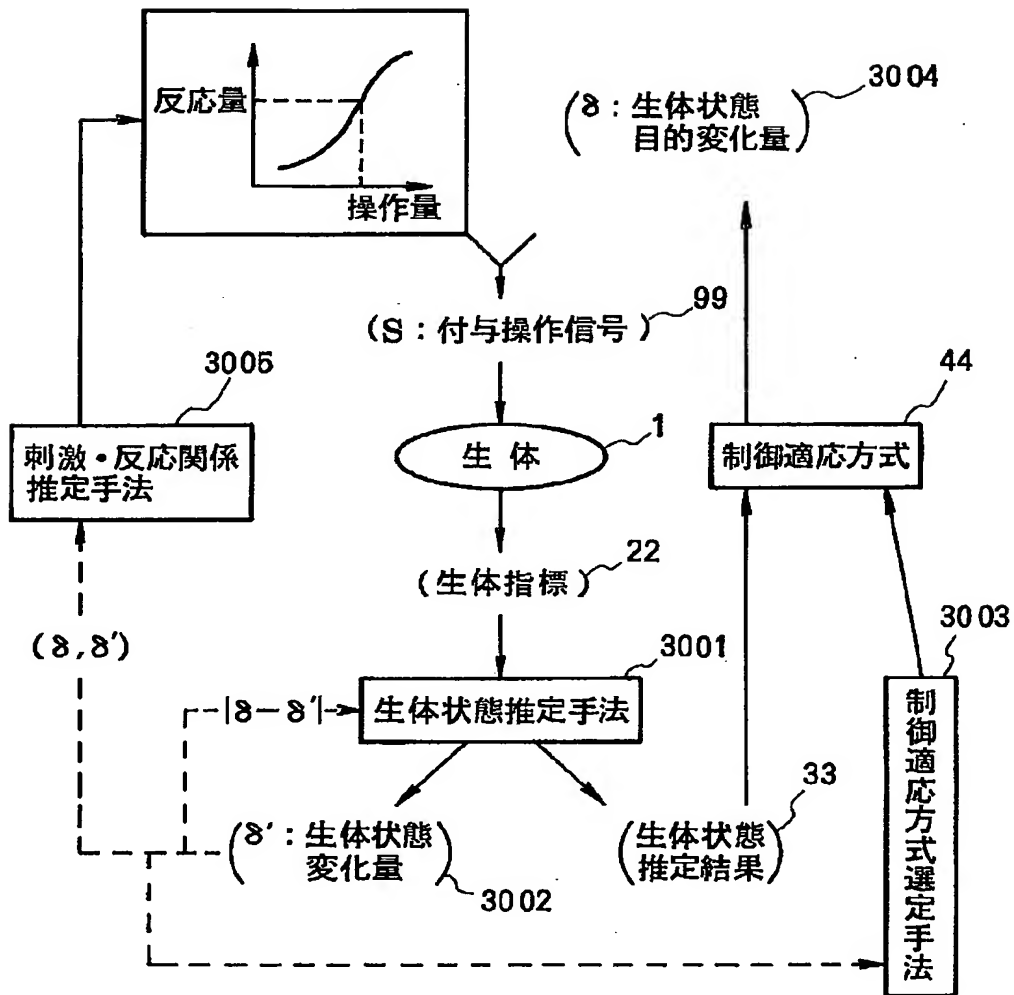 反応量
操作量
(δ：生体状態
目的変化量)
3004
(S：付与操作信号)
99
3005
刺激・反応関係
推定手法
生体
1
44
制御適応方式
(生体指標)
22
(δ,δ')
3001
|δ-δ'|
生体状態推定手法
3003
制御適応方式選定手法
(δ'：生体状態
変化量)
3002
(生体状態
推定結果)
33